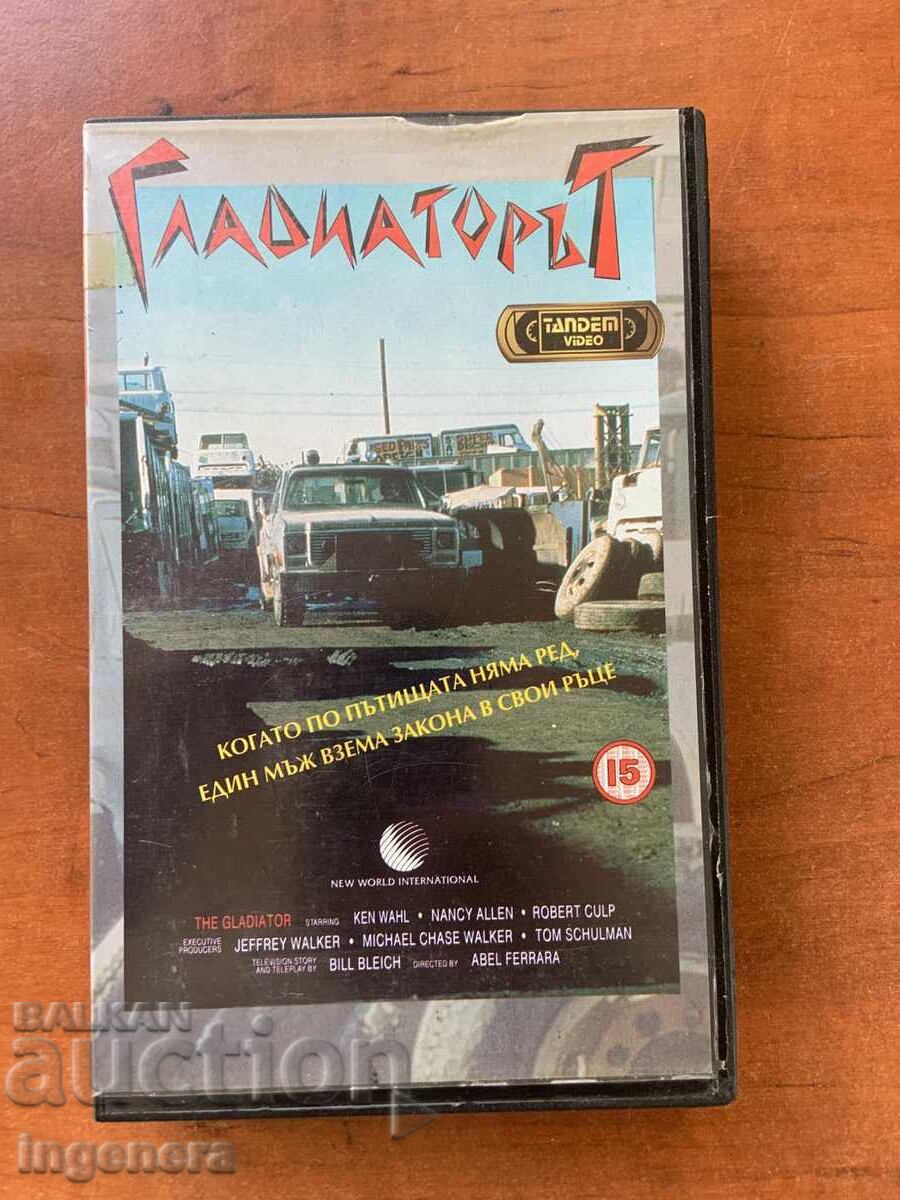 ГЛАДИАТОРЪТ
TANDEM
VIDEO
КОГАТО ПО ПЪТИЩАТА НЯМА РЕД,
ЕДИН МЪЖ ВЗЕМА ЗАКОНА В СВОИ РЪЦЕ
15
NEW WORLD INTERNATIONAL
THE GLADIATOR STARRING KEN WAHL • NANCY ALLEN • ROBERT CULP
EXECUTIVE PRODUCERS JEFFREY WALKER • MICHAEL CHASE WALKER • TOM SCHULMAN
TELEVISION STORY AND TELEPLAY BY BILL BLEICH DIRECTED BY ABEL FERRARA
BALKAN
auction
ingenera